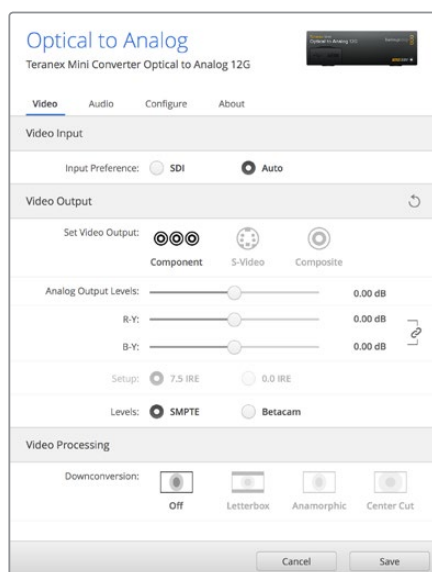 Optical to Analog
Teranex Mini Converter Optical to Analog 12G
Video Audio Configure About
Video Input
Input Preference: SDI Auto
Video Output
Set Video Output:
Component S-Video Composite
Analog Output Levels: 0.00 dB
R-Y: 0.00 dB
B-Y: 0.00 dB
Setup: 7.5 IRE 0.0 IRE
Levels: SMPTE Betacam
Video Processing
Downconversion:
Off Letterbox Anamorphic Center Cut
Cancel Save